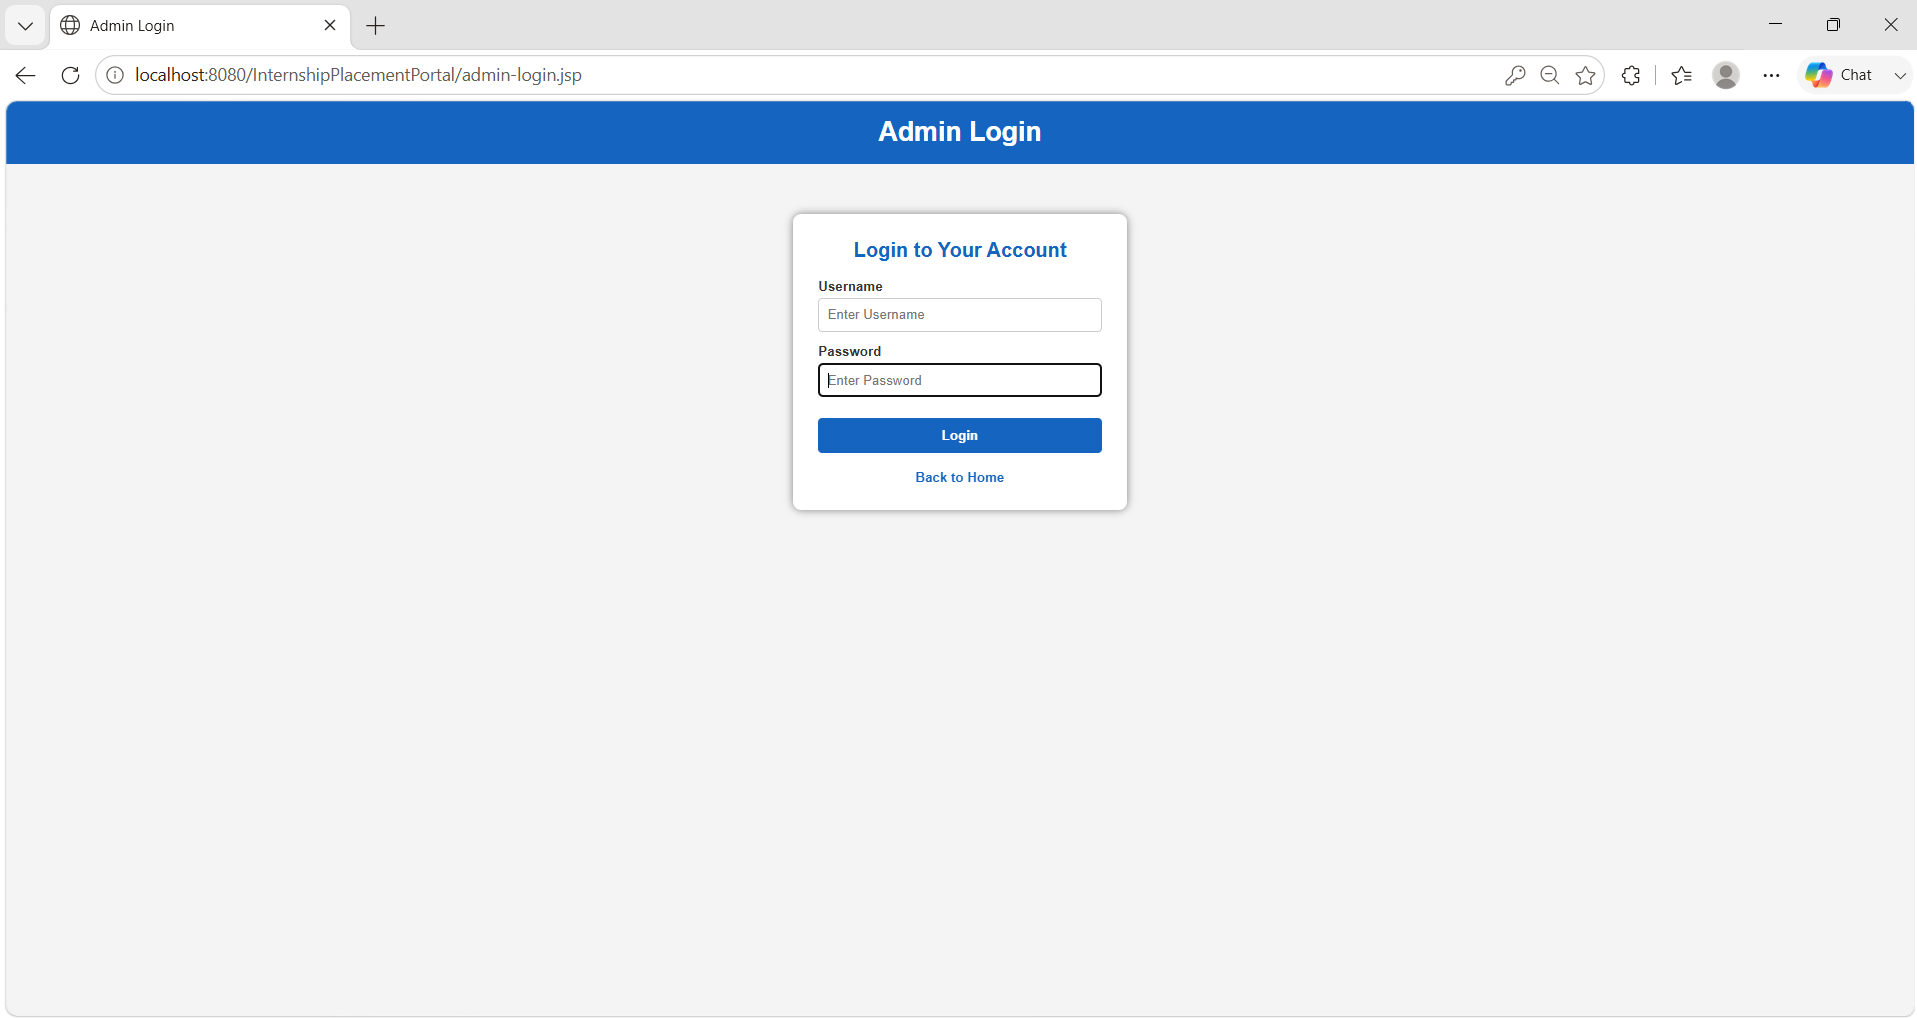 Admin Login
localhost:8080/InternshipPlacementPortal/admin-login.jsp
Chat
Admin Login
Login to Your Account
Username
Enter Username
Password
Enter Password
Login
Back to Home